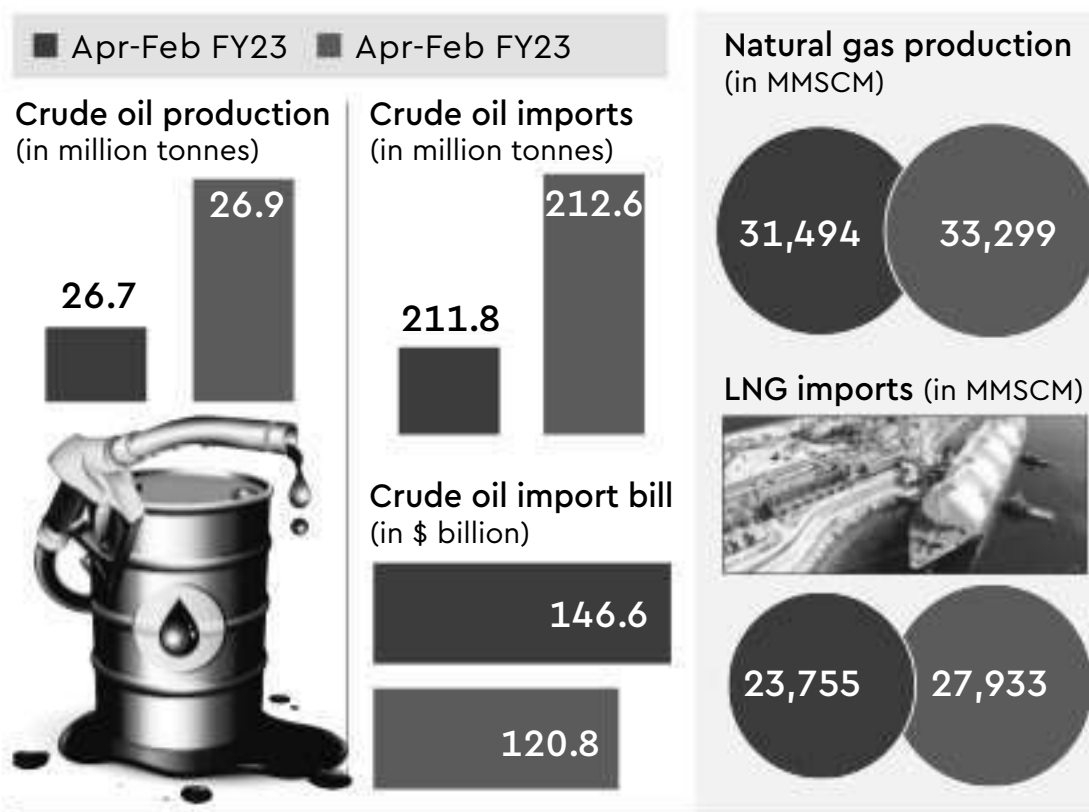 Apr-Feb FY23 Apr-Feb FY23
Crude oil production
(in million tonnes)
26.7
26.9
Crude oil imports
(in million tonnes)
211.8
212.6
Crude oil import bill
(in $ billion)
146.6
120.8
Natural gas production
(in MMSCM)
31,494 33,299
LNG imports (in MMSCM)
23,755 27,933